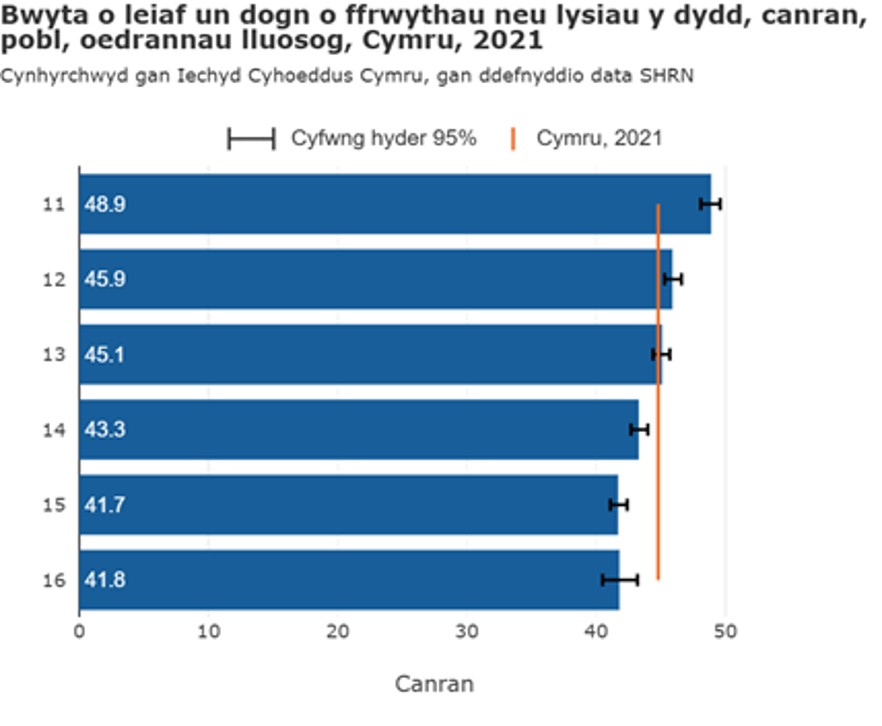 Bwyta o leiaf un dogn o ffrwythau neu lysiau y dydd, canran,
pobl, oedrannau lluosog, Cymru, 2021
Cynhyrchwyd gan Iechyd Cyhoeddus Cymru, gan ddefnyddio data SHRN
Cyfwng hyder 95% Cymru, 2021
11 48.9
12 45.9
13 45.1
14 43.3
15 41.7
16 41.8
0 10 20 30 40 50
Canran